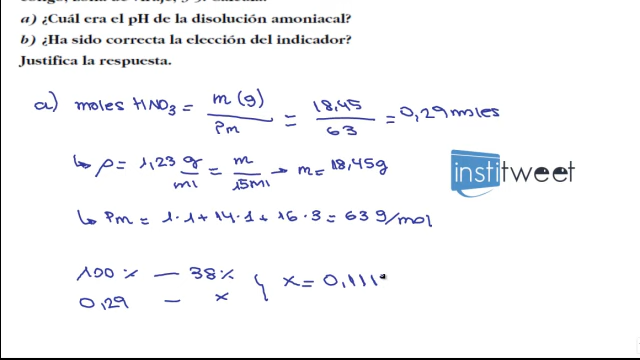 a) ¿Cuál era el pH de la disolución amoniacal?
b) ¿Ha sido correcta la elección del indicador?
Justifica la respuesta.
a) moles HNO₃ = m(g) / Pm = 18,45 / 63 = 0,29 moles
↳ ρ = 1,23 g/ml = m / 15ml → m = 18,45g
institweet
↳ Pm = 1·1 + 14·1 + 16·3 = 63 g/mol
100% — 38% } x = 0,111
0,29 — x